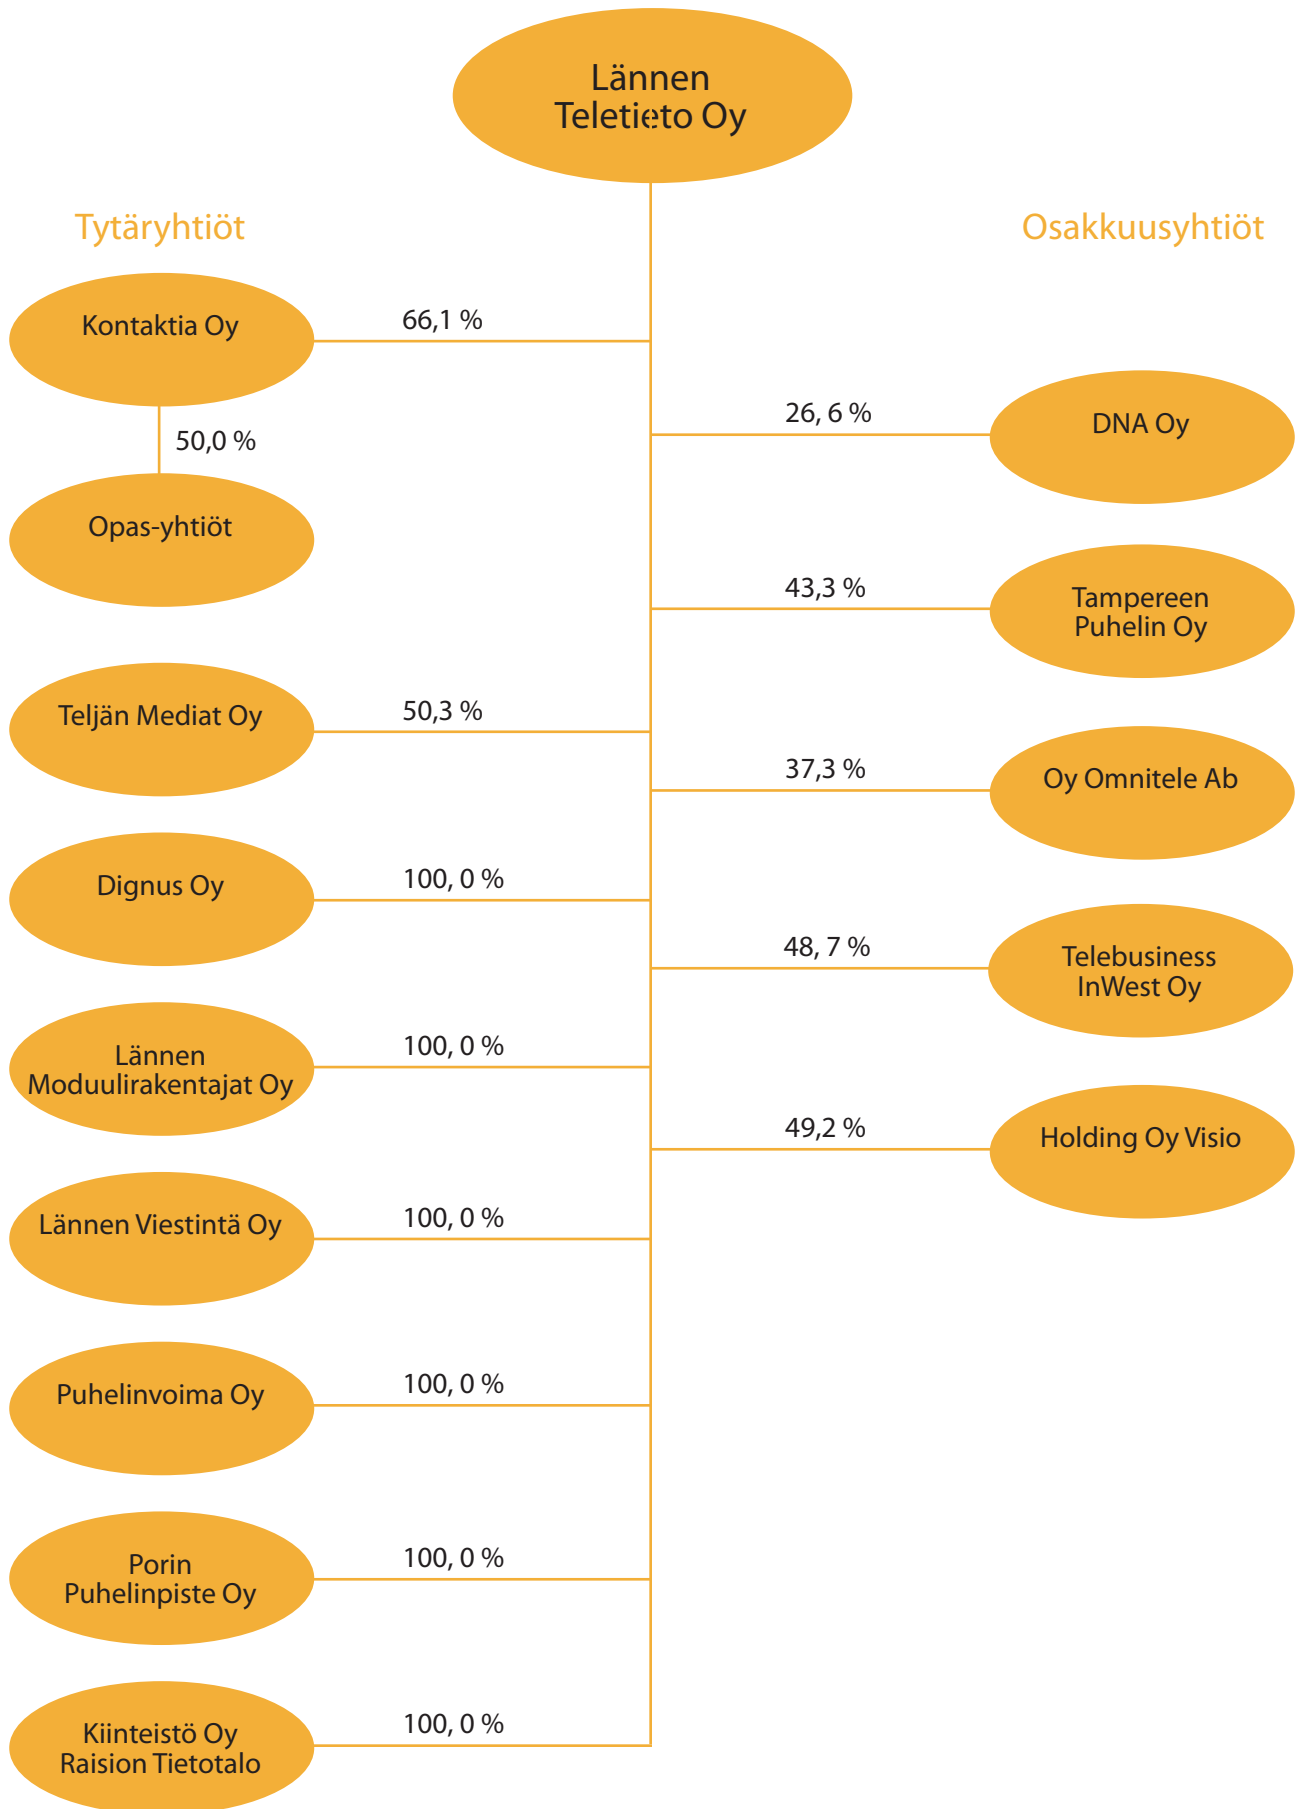 Lännen
Teletieto Oy
Tytäryhtiöt
Osakkuusyhtiöt
Kontaktia Oy
66,1 %
50,0 %
Opas-yhtiöt
Teljän Mediat Oy
50,3 %
Dignus Oy
100, 0 %
Lännen
Moduulirakentajat Oy
100, 0 %
Lännen Viestintä Oy
100, 0 %
Puhelinvoima Oy
100, 0 %
Porin
Puhelinpiste Oy
100, 0 %
Kiinteistö Oy
Raision Tietotalo
100, 0 %
26, 6 %
DNA Oy
43,3 %
Tampereen
Puhelin Oy
37,3 %
Oy Omnitele Ab
48, 7 %
Telebusiness
InWest Oy
49,2 %
Holding Oy Visio